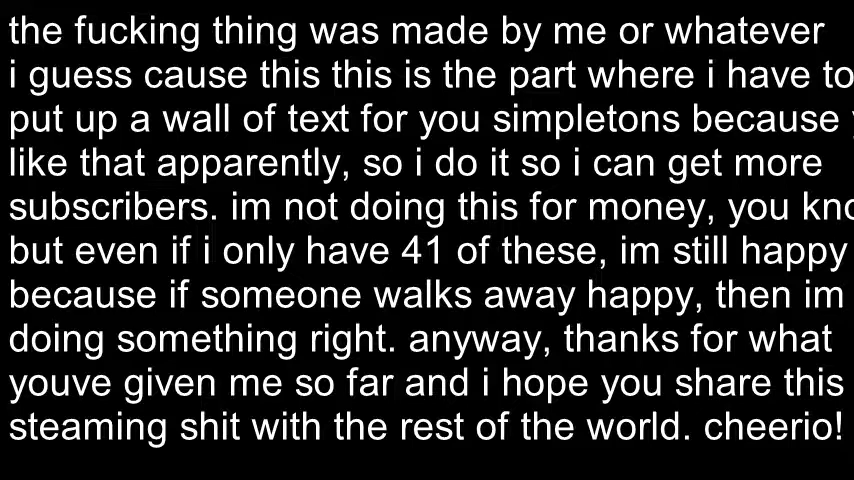 the fucking thing was made by me or whatever
i guess cause this this is the part where i have to
put up a wall of text for you simpletons because
like that apparently, so i do it so i can get more
subscribers. im not doing this for money, you kno
but even if i only have 41 of these, im still happy
because if someone walks away happy, then im
doing something right. anyway, thanks for what
youve given me so far and i hope you share this
steaming shit with the rest of the world. cheerio!